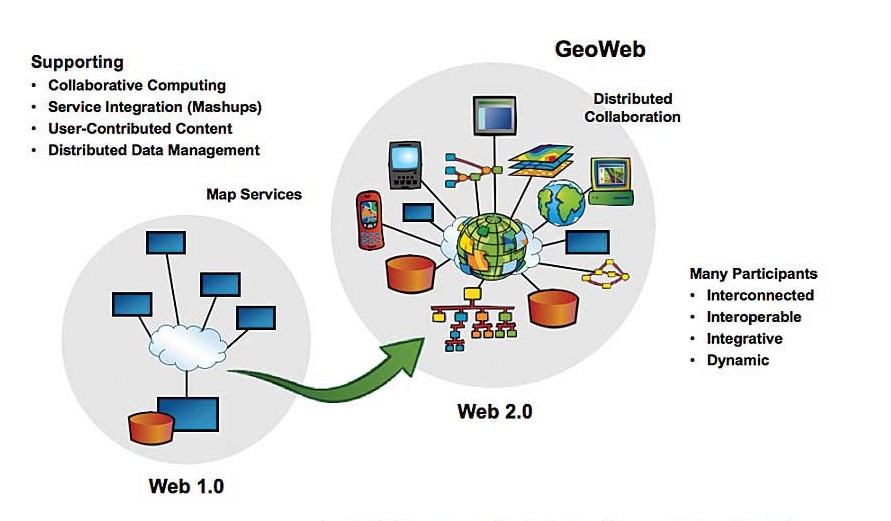 GeoWeb
Supporting
• Collaborative Computing
• Service Integration (Mashups)
• User-Contributed Content
• Distributed Data Management
Distributed
Collaboration
Map Services
Many Participants
• Interconnected
• Interoperable
• Integrative
• Dynamic
Web 2.0
Web 1.0